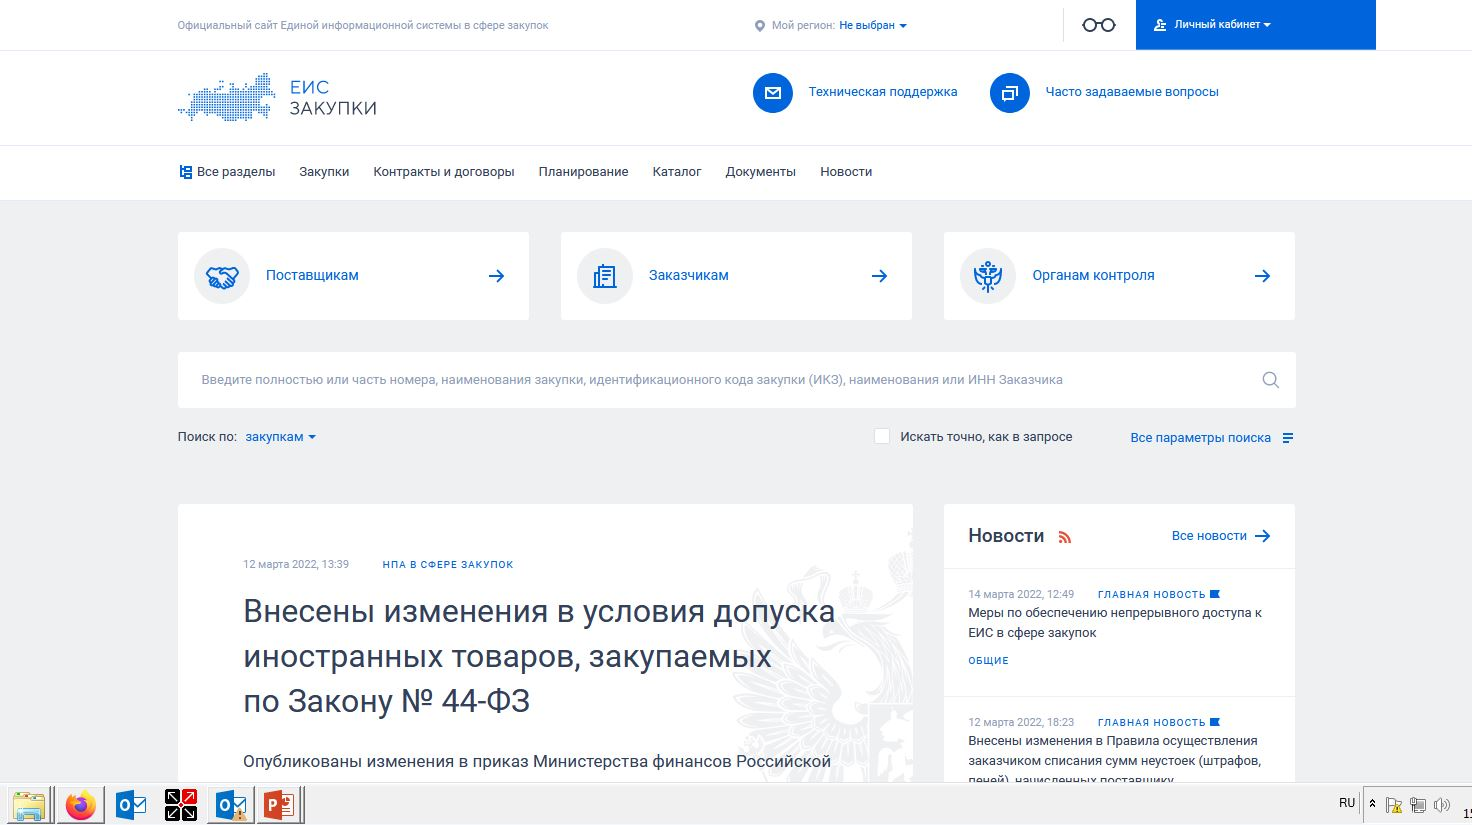 Официальный сайт Единой информационной системы в сфере закупок
Мой регион: Не выбран
Личный кабинет
ЕИС
ЗАКУПКИ
Техническая поддержка
Часто задаваемые вопросы
Все разделы
Закупки
Контракты и договоры
Планирование
Каталог
Документы
Новости
Поставщикам
Заказчикам
Органам контроля
Введите полностью или часть номера, наименования закупки, идентификационного кода закупки (ИКЗ), наименования или ИНН Заказчика
Поиск по: закупкам
Искать точно, как в запросе
Все параметры поиска
12 марта 2022, 13:39
НПА В СФЕРЕ ЗАКУПОК
Внесены изменения в условия допуска
иностранных товаров, закупаемых
по Закону № 44-ФЗ
Опубликованы изменения в приказ Министерства финансов Российской
Новости
Все новости
14 марта 2022, 12:49
ГЛАВНАЯ НОВОСТЬ
Меры по обеспечению непрерывного доступа к
ЕИС в сфере закупок
ОБЩИЕ
12 марта 2022, 18:23
ГЛАВНАЯ НОВОСТЬ
Внесены изменения в Правила осуществления
заказчиком списания сумм неустоек (штрафов,
пеней), начисленных поставщику
RU